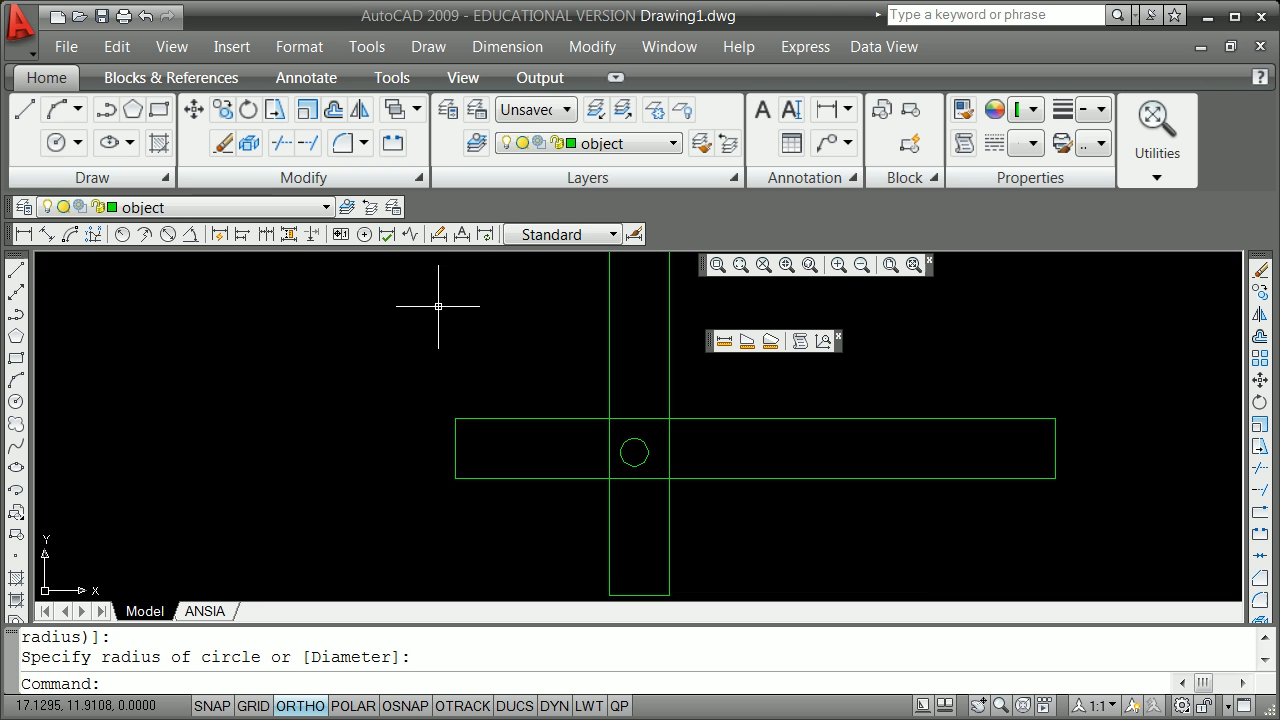 AutoCAD 2009 - EDUCATIONAL VERSION Drawing1.dwg
Type a keyword or phrase
File Edit View Insert Format Tools Draw Dimension Modify Window Help Express Data View
Home Blocks & References Annotate Tools View Output
Unsaved
object
Utilities
Draw Modify Layers Annotation Block Properties
object
Standard
Y
X
Model ANSIA
radius)]:
Specify radius of circle or [Diameter]:
Command:
17.1295, 11.9108, 0.0000 SNAP GRID ORTHO POLAR OSNAP OTRACK DUCS DYN LWT QP 1:1